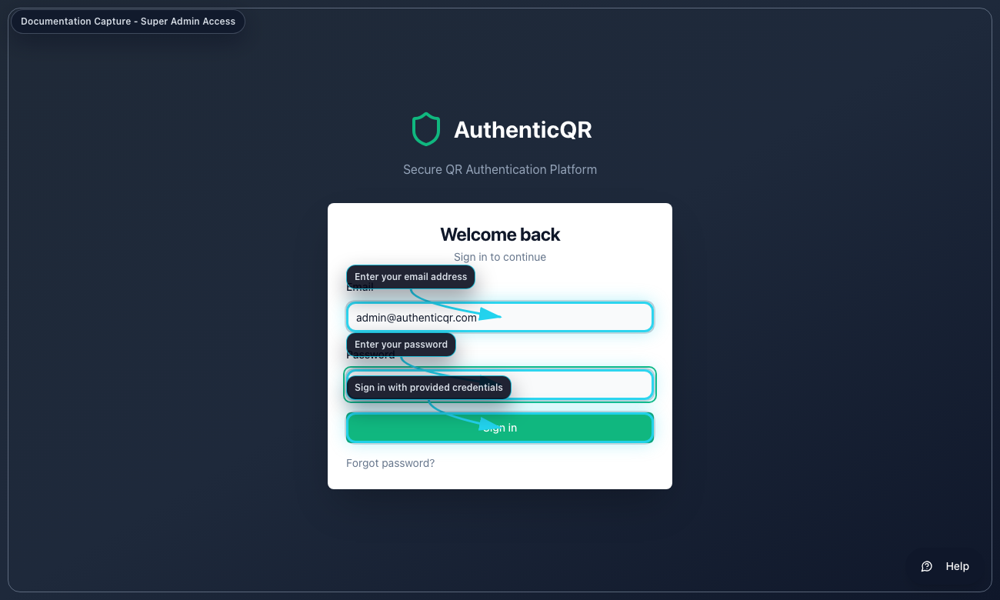 Documentation Capture - Super Admin Access
AuthenticQR
Secure QR Authentication Platform
Welcome back
Sign in to continue
Enter your email address
Email
admin@authenticqr.com
Enter your password
Password
Sign in with provided credentials
Sign in
Forgot password?
Help